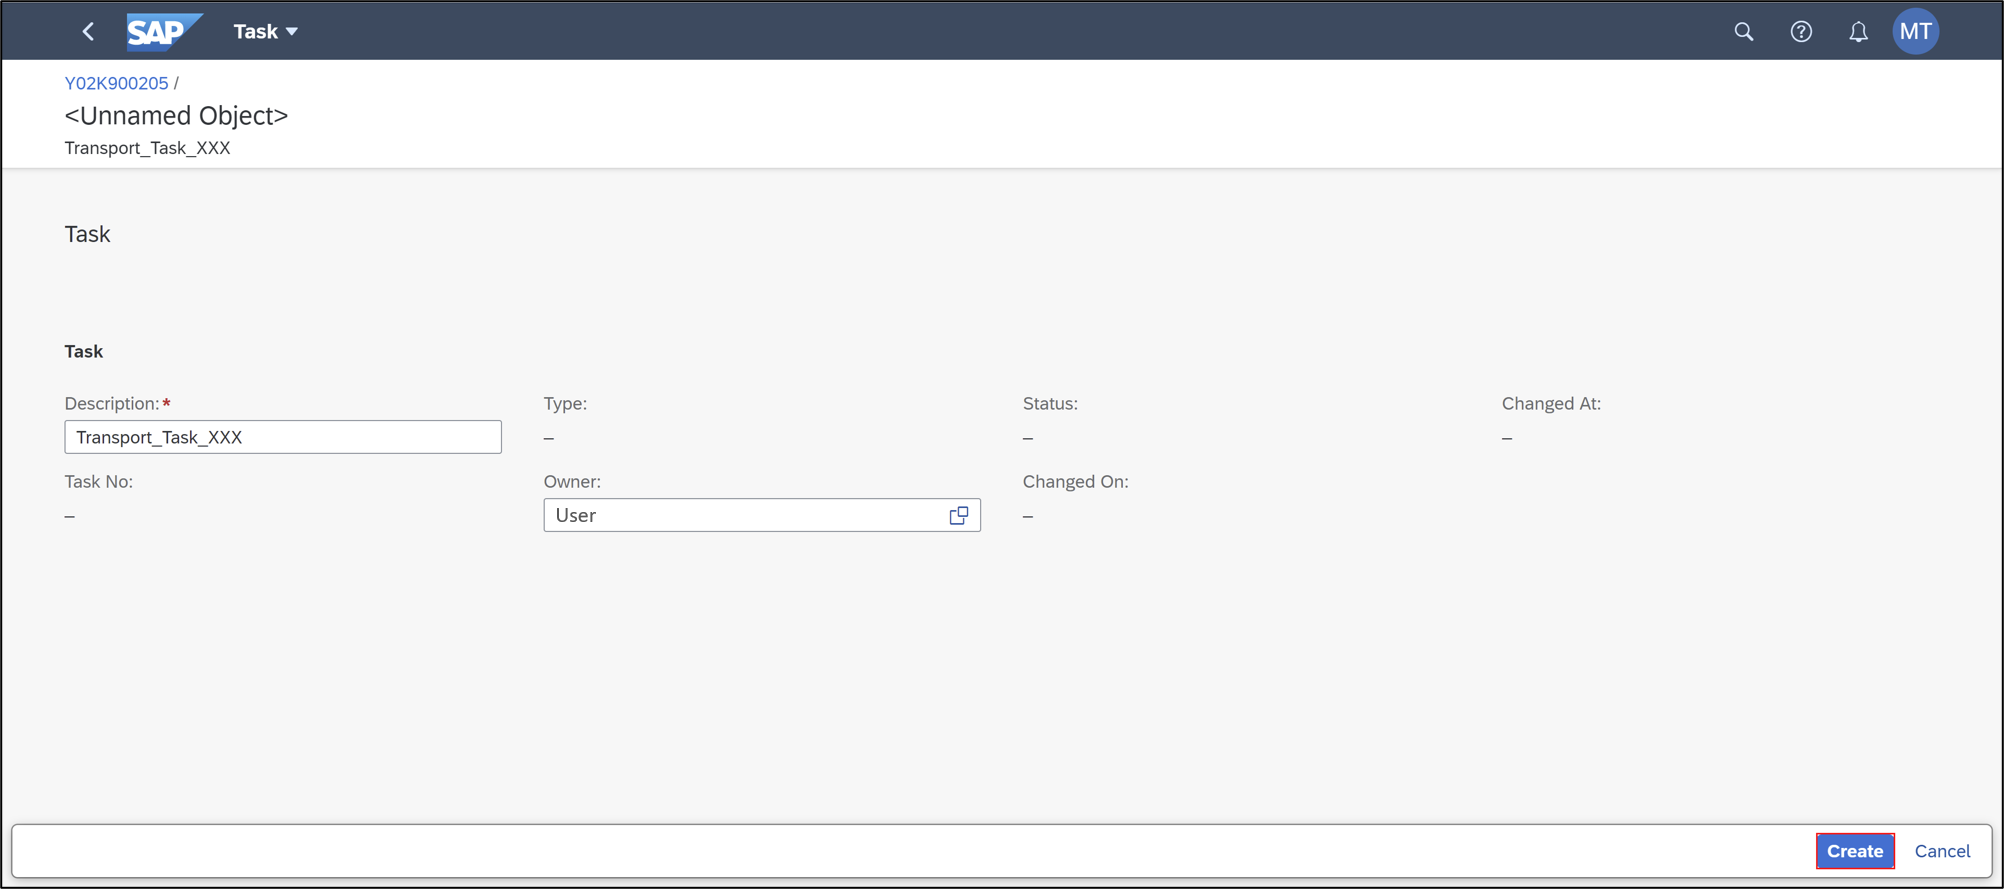 SAP Task
MT
Y02K900205 /
<Unnamed Object>
Transport_Task_XXX
Task
Task
Description:*
Type:
Status:
Changed At:
Transport_Task_XXX
–
–
–
Task No:
Owner:
Changed On:
–
User
–
Create Cancel